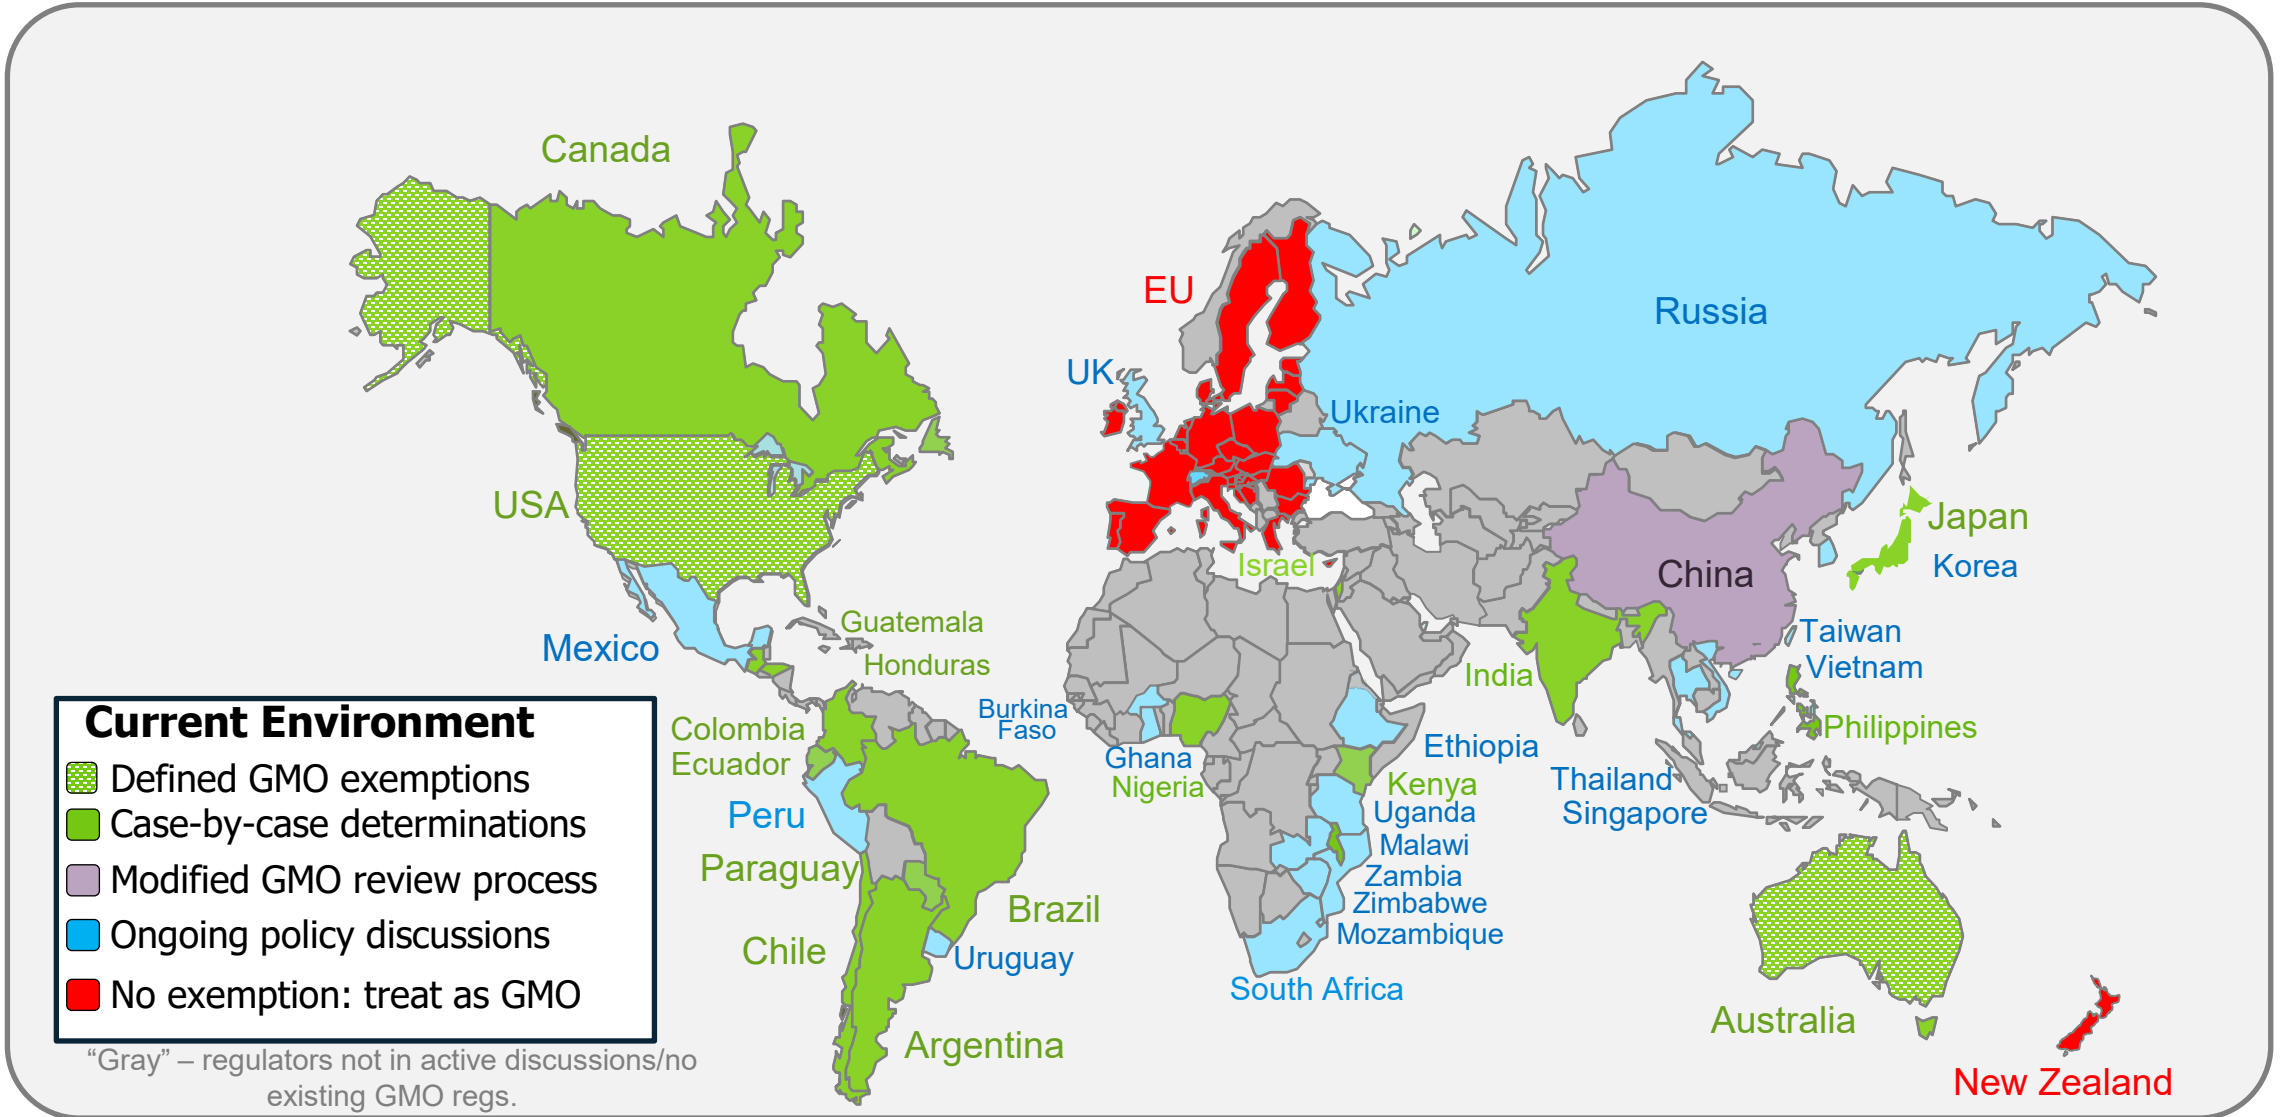 Canada
EU
Russia
UK
Ukraine
USA
Japan
Israel
Korea
China
Guatemala
Mexico
Taiwan
Honduras
India
Vietnam
Burkina
Faso
Colombia
Philippines
Ecuador
Ghana
Ethiopia
Nigeria
Kenya
Thailand
Peru
Uganda
Singapore
Malawi
Paraguay
Zambia
Brazil
Zimbabwe
Mozambique
Chile
Uruguay
South Africa
Australia
Argentina
New Zealand
Current Environment
Defined GMO exemptions
Case-by-case determinations
Modified GMO review process
Ongoing policy discussions
No exemption: treat as GMO
“Gray” – regulators not in active discussions/no
existing GMO regs.